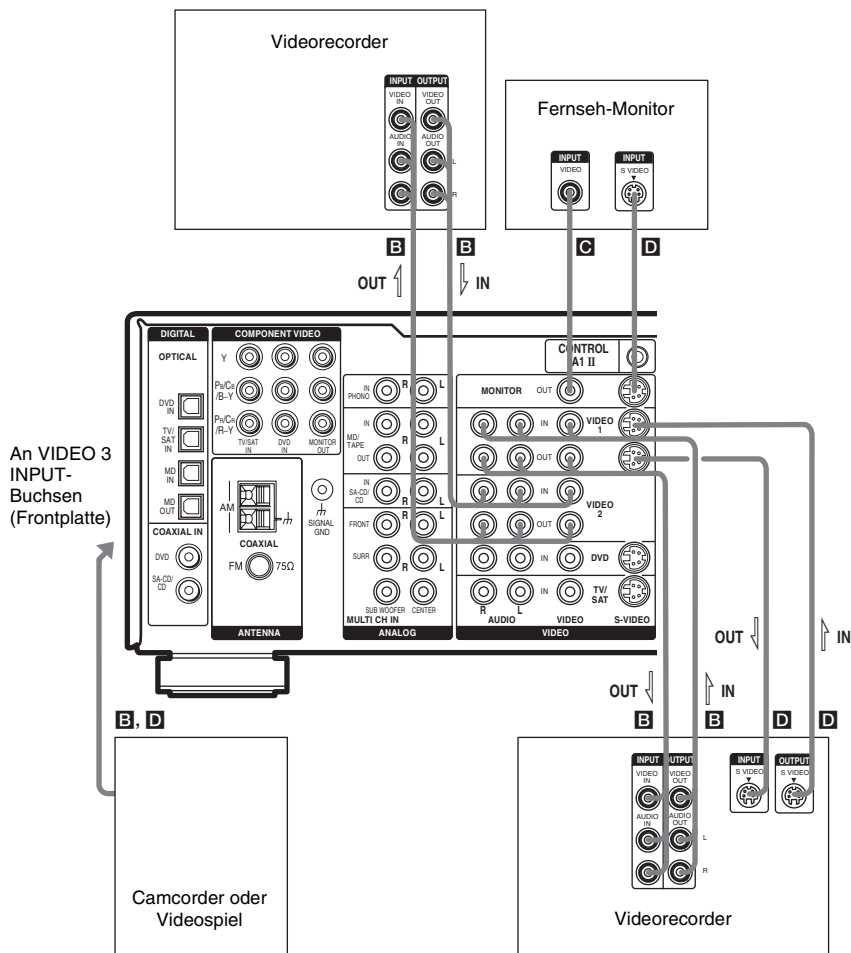 Videorecorder
INPUT OUTPUT
VIDEO IN
VIDEO OUT
AUDIO IN
AUDIO OUT
L
R
Fernseh-Monitor
INPUT
VIDEO
INPUT
S VIDEO
B
B
C
D
OUT
IN
DIGITAL
OPTICAL
DVD IN
TV/ SAT IN
MD IN
MD OUT
COAXIAL IN
DVD
SA-CD/ CD
COMPONENT VIDEO
Y
PB/CB /B–Y
PR/CR /R–Y
TV/SAT IN
DVD IN
MONITOR OUT
AM
COAXIAL
FM
75Ω
ANTENNA
SIGNAL GND
IN PHONO
R
L
IN
MD/ TAPE
R
L
OUT
IN SA-CD/ CD
R
L
FRONT
R
L
SURR
R
L
SUB WOOFER
CENTER
MULTI CH IN
ANALOG
CONTROL A1 II
MONITOR
OUT
IN
VIDEO 1
OUT
IN
VIDEO 2
OUT
IN
DVD
IN
TV/ SAT
R
L
AUDIO
VIDEO
S-VIDEO
VIDEO
An VIDEO 3
INPUT-
Buchsen
(Frontplatte)
OUT
IN
OUT
IN
B, D
B
B
D
D
Camcorder oder
Videospiel
INPUT
OUTPUT
VIDEO IN
VIDEO OUT
AUDIO IN
AUDIO OUT
L
R
INPUT
S VIDEO
OUTPUT
S VIDEO
Videorecorder